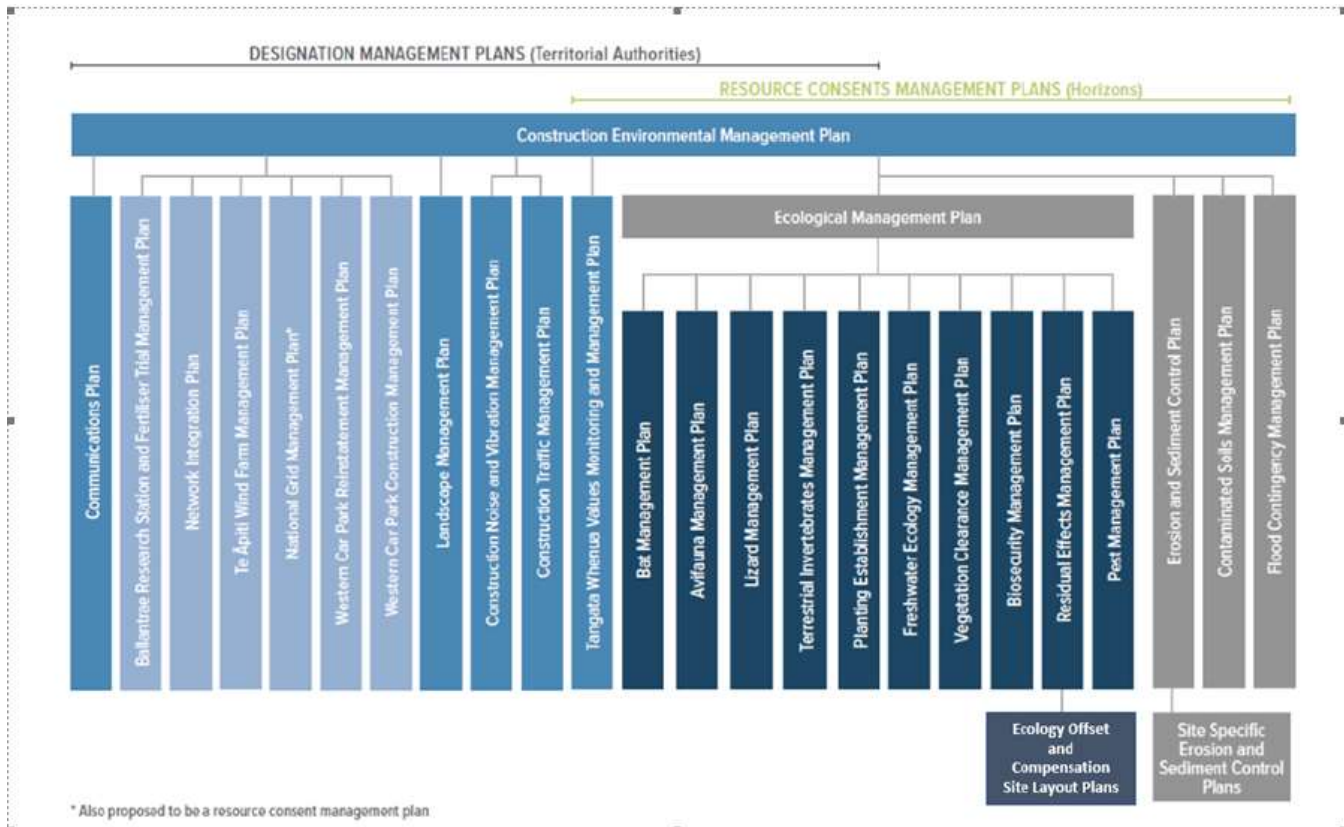 DESIGNATION MANAGEMENT PLANS (Territorial Authorities)
RESOURCE CONSENTS MANAGEMENT PLANS (Horizons)
Construction Environmental Management Plan
Communications Plan
Ballantrae Research Station and Fertiliser Trial Management Plan
Network Integration Plan
Te Āpiti Wind Farm Management Plan
National Grid Management Plan*
Western Car Park Reinstatement Management Plan
Western Car Park Construction Management Plan
Landscape Management Plan
Construction Noise and Vibration Management Plan
Construction Traffic Management Plan
Tangata Whenua Values Monitoring and Management Plan
Ecological Management Plan
Bat Management Plan
Avifauna Management Plan
Lizard Management Plan
Terrestrial Invertebrates Management Plan
Planting Establishment Management Plan
Freshwater Ecology Management Plan
Vegetation Clearance Management Plan
Biosecurity Management Plan
Residual Effects Management Plan
Pest Management Plan
Erosion and Sediment Control Plan
Contaminated Soils Management Plan
Flood Contingency Management Plan
Ecology Offset
and
Compensation
Site Layout Plans
Site Specific
Erosion and
Sediment Control
Plans
* Also proposed to be a resource consent management plan